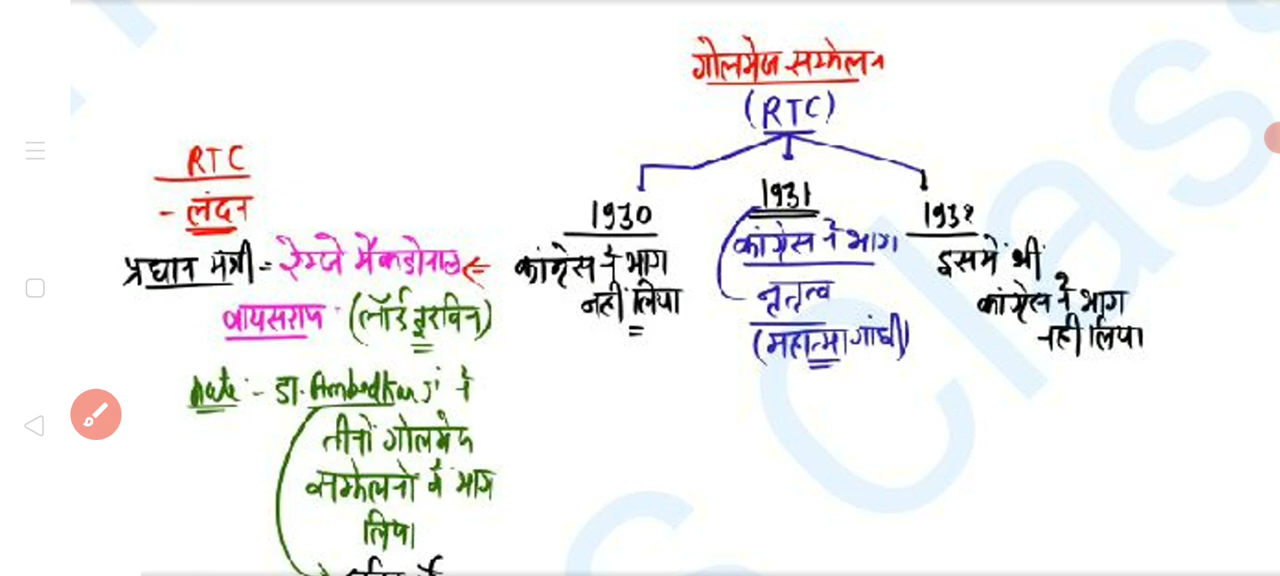 गोलमेज सम्मेलन
(RTC)
RTC
- लंदन
प्रधान मंत्री = रैम्जे मैकडोनाल्ड
वायसराय - (लॉर्ड इरविन)
1930
कांग्रेस ने भाग
नहीं लिया
1931
कांग्रेस ने भाग
नृतृत्व
(महात्मा गांधी)
1932
इसमें भी
कांग्रेस ने भाग
नहीं लिया
Note :- डा. Ambedkar जी ने
तीनों गोलमेज
सम्मेलनों में भाग
लिया
Class